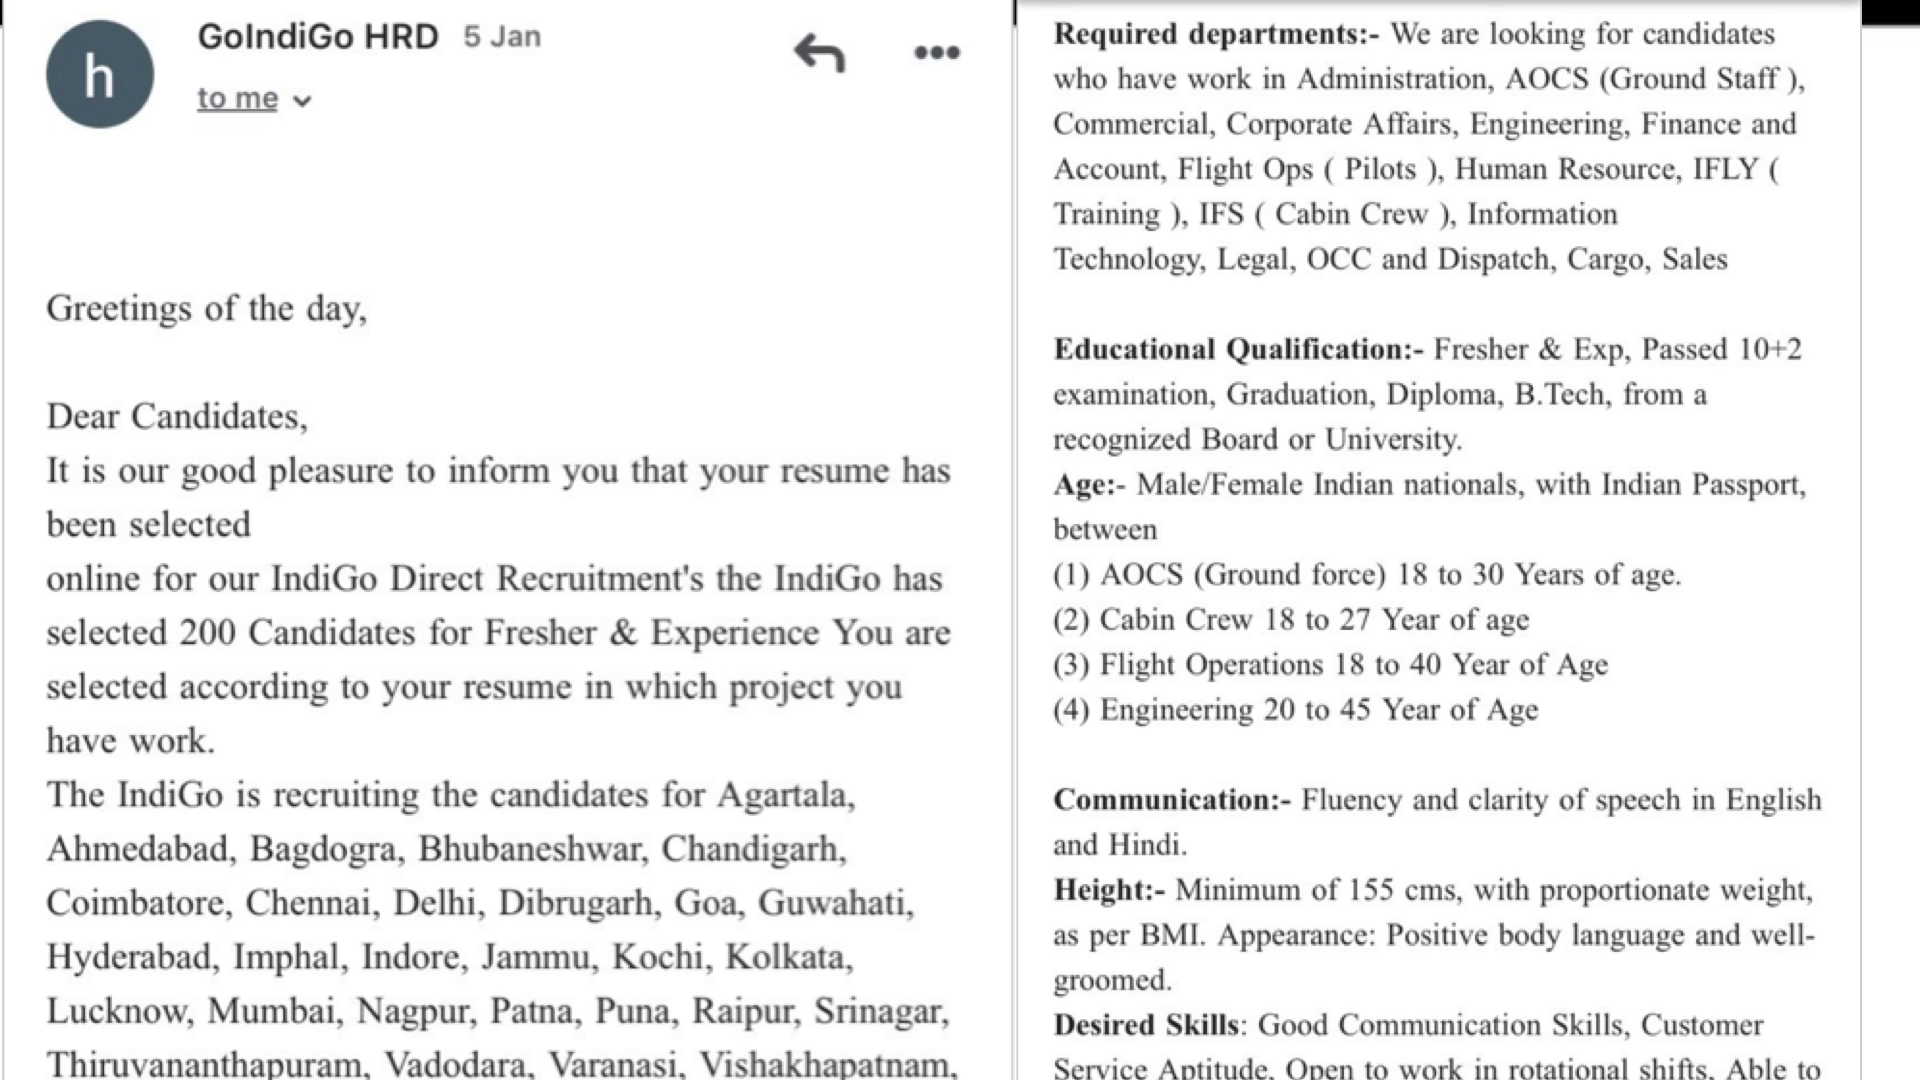 h
GoIndiGo HRD 5 Jan
to me
Greetings of the day,
Dear Candidates,
It is our good pleasure to inform you that your resume has
been selected
online for our IndiGo Direct Recruitment's the IndiGo has
selected 200 Candidates for Fresher & Experience You are
selected according to your resume in which project you
have work.
The IndiGo is recruiting the candidates for Agartala,
Ahmedabad, Bagdogra, Bhubaneshwar, Chandigarh,
Coimbatore, Chennai, Delhi, Dibrugarh, Goa, Guwahati,
Hyderabad, Imphal, Indore, Jammu, Kochi, Kolkata,
Lucknow, Mumbai, Nagpur, Patna, Puna, Raipur, Srinagar,
Thiruvananthapuram, Vadodara, Varanasi, Vishakhapatnam,
Required departments:- We are looking for candidates
who have work in Administration, AOCS (Ground Staff ),
Commercial, Corporate Affairs, Engineering, Finance and
Account, Flight Ops ( Pilots ), Human Resource, IFLY (
Training ), IFS ( Cabin Crew ), Information
Technology, Legal, OCC and Dispatch, Cargo, Sales
Educational Qualification:- Fresher & Exp, Passed 10+2
examination, Graduation, Diploma, B.Tech, from a
recognized Board or University.
Age:- Male/Female Indian nationals, with Indian Passport,
between
(1) AOCS (Ground force) 18 to 30 Years of age.
(2) Cabin Crew 18 to 27 Year of age
(3) Flight Operations 18 to 40 Year of Age
(4) Engineering 20 to 45 Year of Age
Communication:- Fluency and clarity of speech in English
and Hindi.
Height:- Minimum of 155 cms, with proportionate weight,
as per BMI. Appearance: Positive body language and well-
groomed.
Desired Skills: Good Communication Skills, Customer
Service Aptitude, Open to work in rotational shifts, Able to